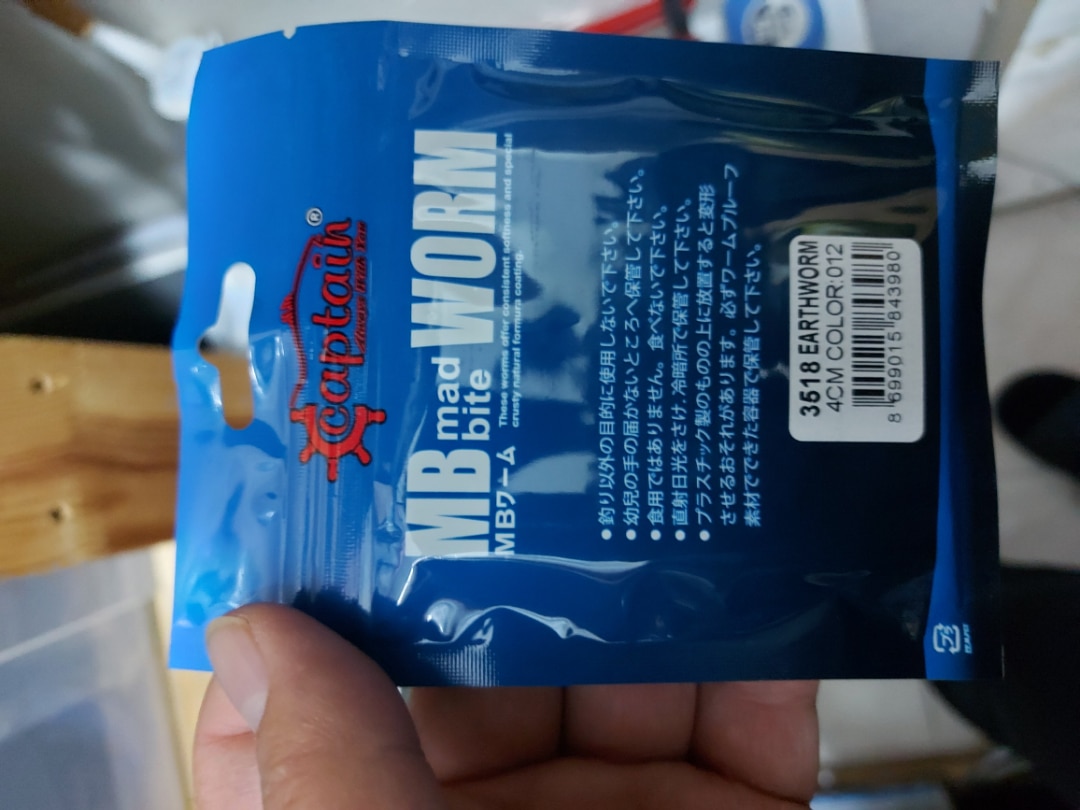 Captain®
Always With You
MB mad bite WORM
MBワーム These worms offer consistent softness and special
crusty natural formura coating.
●釣り以外の目的に使用しないで下さい。
●幼兒の手の届かないところへ保管して下さい。
●食用ではありません。食べないで下さい。
●直射日光をさけ,冷暗所で保管して下さい。
●プラスチック製のものの上に放置すると変形
させるおそれがあります。必ずワームプルーフ
素材でできた容器で保管して下さい。
3518 EARTHWORM
4CM COLOR:012
8 699015 843980